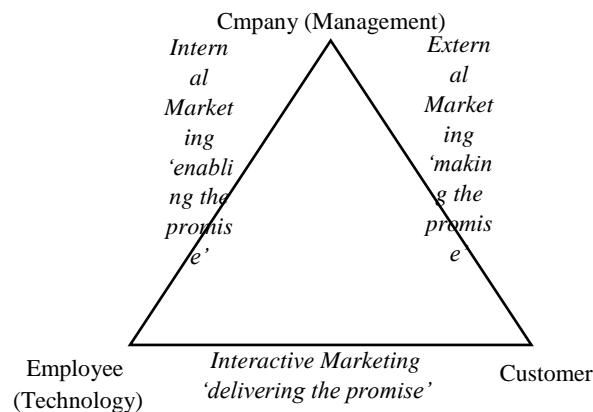 Cmpany (Management)
Intern
al
Market
ing
‘enabli
ng the
promis
e’
Extern
al
Market
ing
‘makin
g the
promis
e’
Employee
(Technology)
Interactive Marketing
‘delivering the promise’
Customer